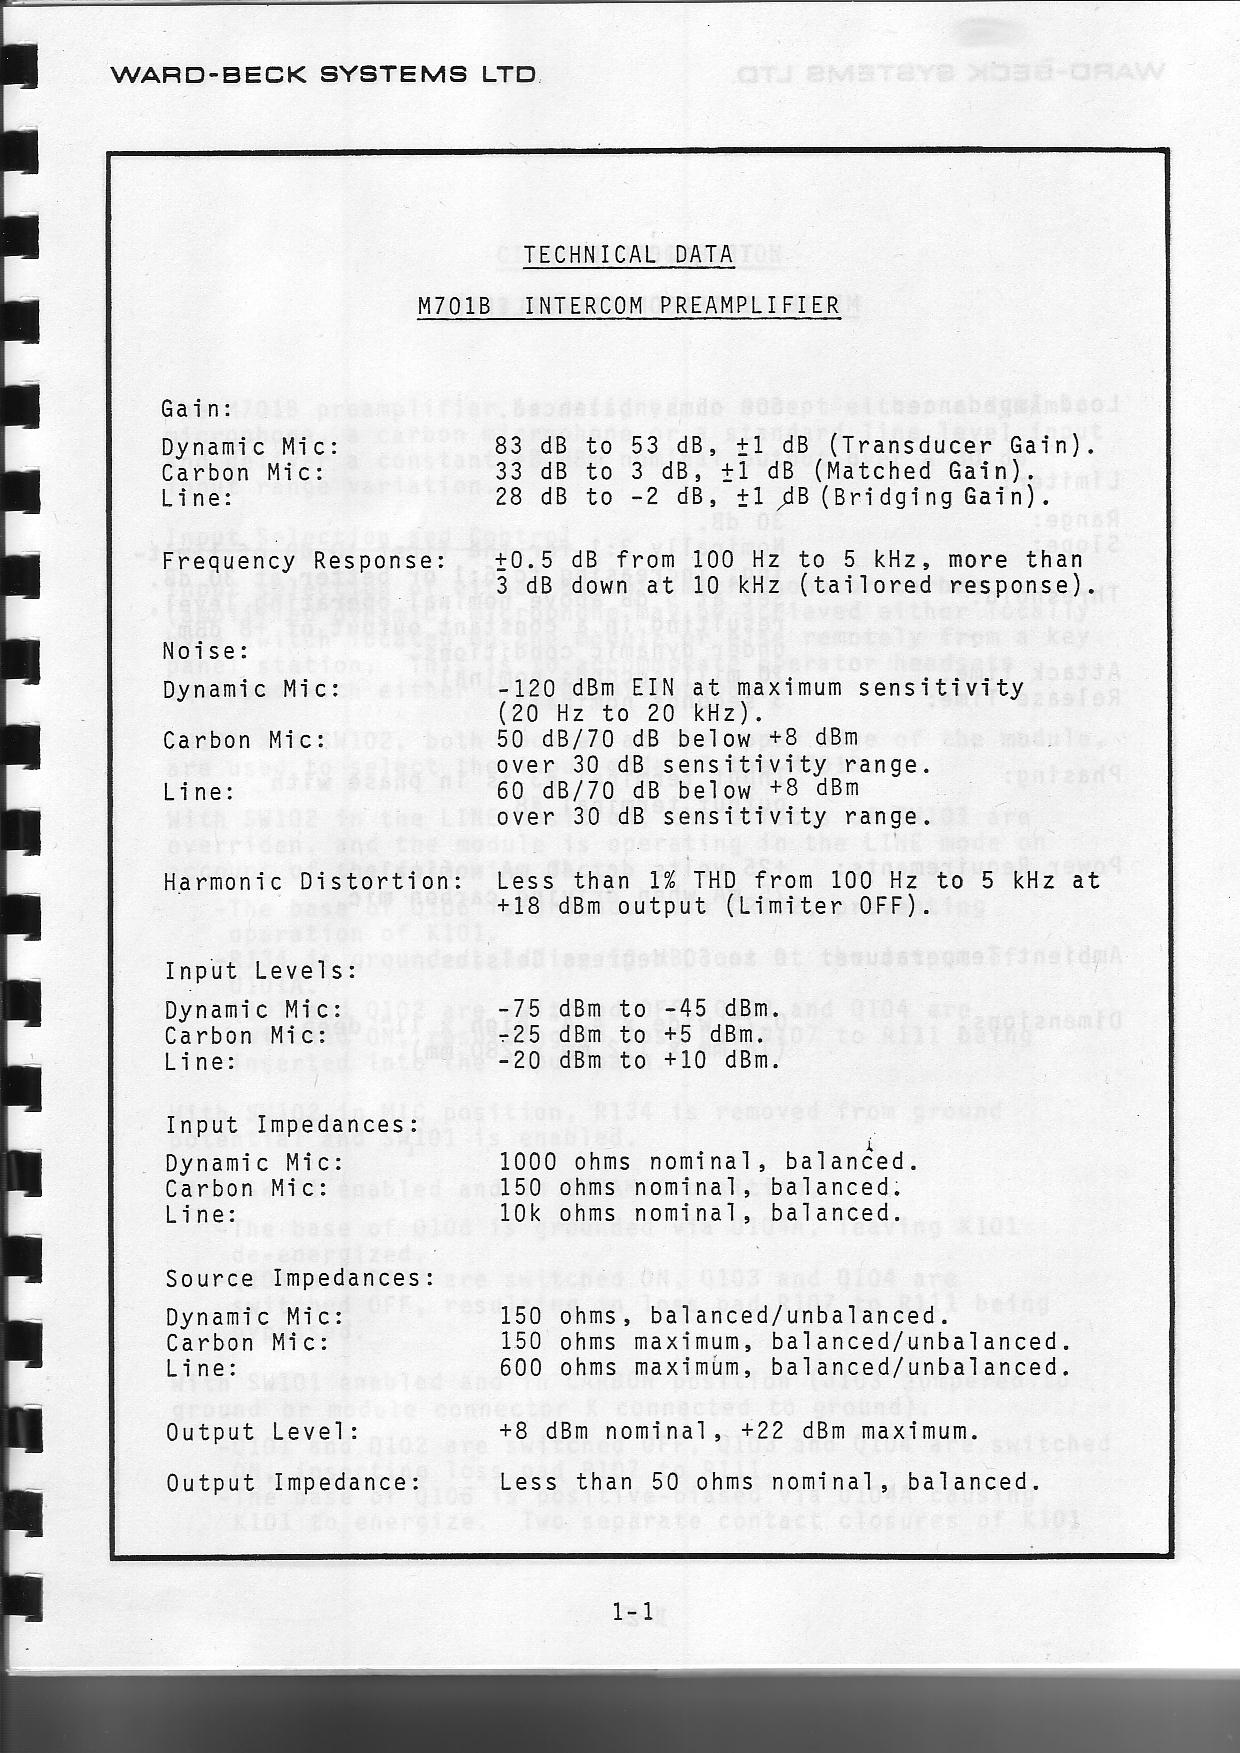 WARD-BECK SYSTEMS LTD.
TECHNICAL DATA
M701B INTERCOM PREAMPLIFIER
Gain:
Dynamic Mic: 83 dB to 53 dB, ±1 dB (Transducer Gain).
Carbon Mic: 33 dB to 3 dB, ±1 dB (Matched Gain).
Line: 28 dB to -2 dB, ±1 dB (Bridging Gain).
Frequency Response: ±0.5 dB from 100 Hz to 5 kHz, more than
3 dB down at 10 kHz (tailored response).
Noise:
Dynamic Mic: -120 dBm EIN at maximum sensitivity
(20 Hz to 20 kHz).
Carbon Mic: 50 dB/70 dB below +8 dBm
over 30 dB sensitivity range.
Line: 60 dB/70 dB below +8 dBm
over 30 dB sensitivity range.
Harmonic Distortion: Less than 1% THD from 100 Hz to 5 kHz at
+18 dBm output (Limiter OFF).
Input Levels:
Dynamic Mic: -75 dBm to -45 dBm.
Carbon Mic: -25 dBm to +5 dBm.
Line: -20 dBm to +10 dBm.
Input Impedances:
Dynamic Mic: 1000 ohms nominal, balanced.
Carbon Mic: 150 ohms nominal, balanced.
Line: 10k ohms nominal, balanced.
Source Impedances:
Dynamic Mic: 150 ohms, balanced/unbalanced.
Carbon Mic: 150 ohms maximum, balanced/unbalanced.
Line: 600 ohms maximum, balanced/unbalanced.
Output Level: +8 dBm nominal, +22 dBm maximum.
Output Impedance: Less than 50 ohms nominal, balanced.
1-1